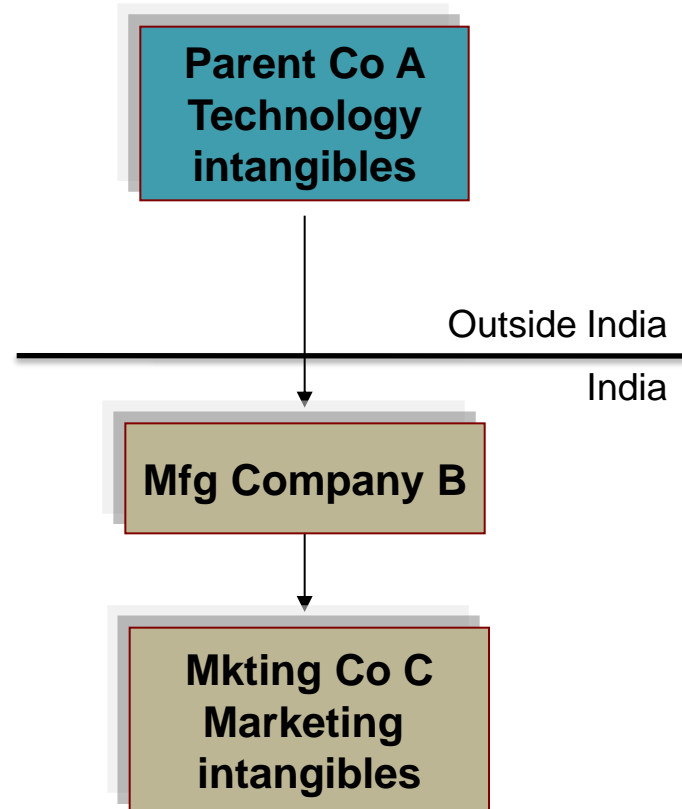 Parent Co A
Technology
intangibles
Outside India
India
Mfg Company B
Mkting Co C
Marketing
intangibles